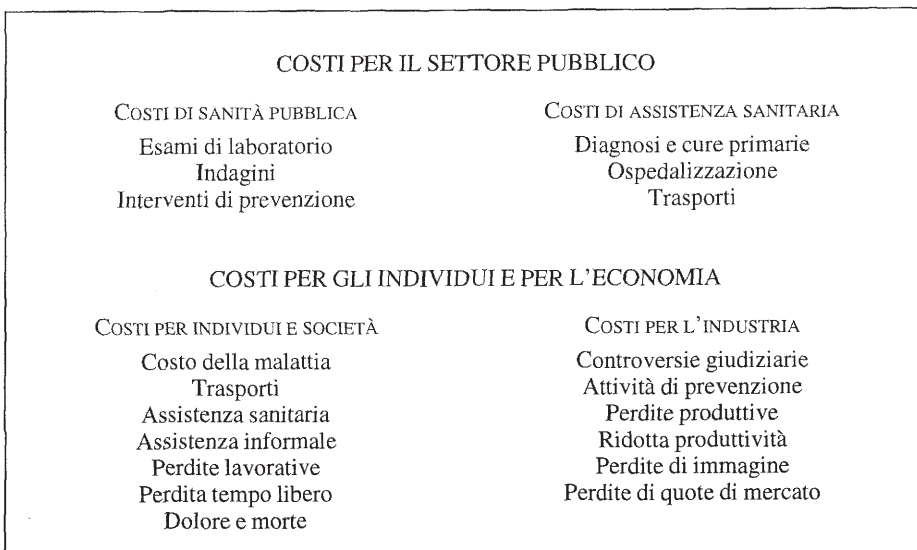 COSTI PER IL SETTORE PUBBLICO
COSTI DI SANITÀ PUBBLICA
Esami di laboratorio
Indagini
Interventi di prevenzione
COSTI DI ASSISTENZA SANITARIA
Diagnosi e cure primarie
Ospedalizzazione
Trasporti
COSTI PER GLI INDIVIDUI E PER L'ECONOMIA
COSTI PER INDIVIDUI E SOCIETÀ
Costo della malattia
Trasporti
Assistenza sanitaria
Assistenza informale
Perdite lavorative
Perdita tempo libero
Dolore e morte
COSTI PER L'INDUSTRIA
Controversie giudiziarie
Attività di prevenzione
Perdite produttive
Ridotta produttività
Perdite di immagine
Perdite di quote di mercato